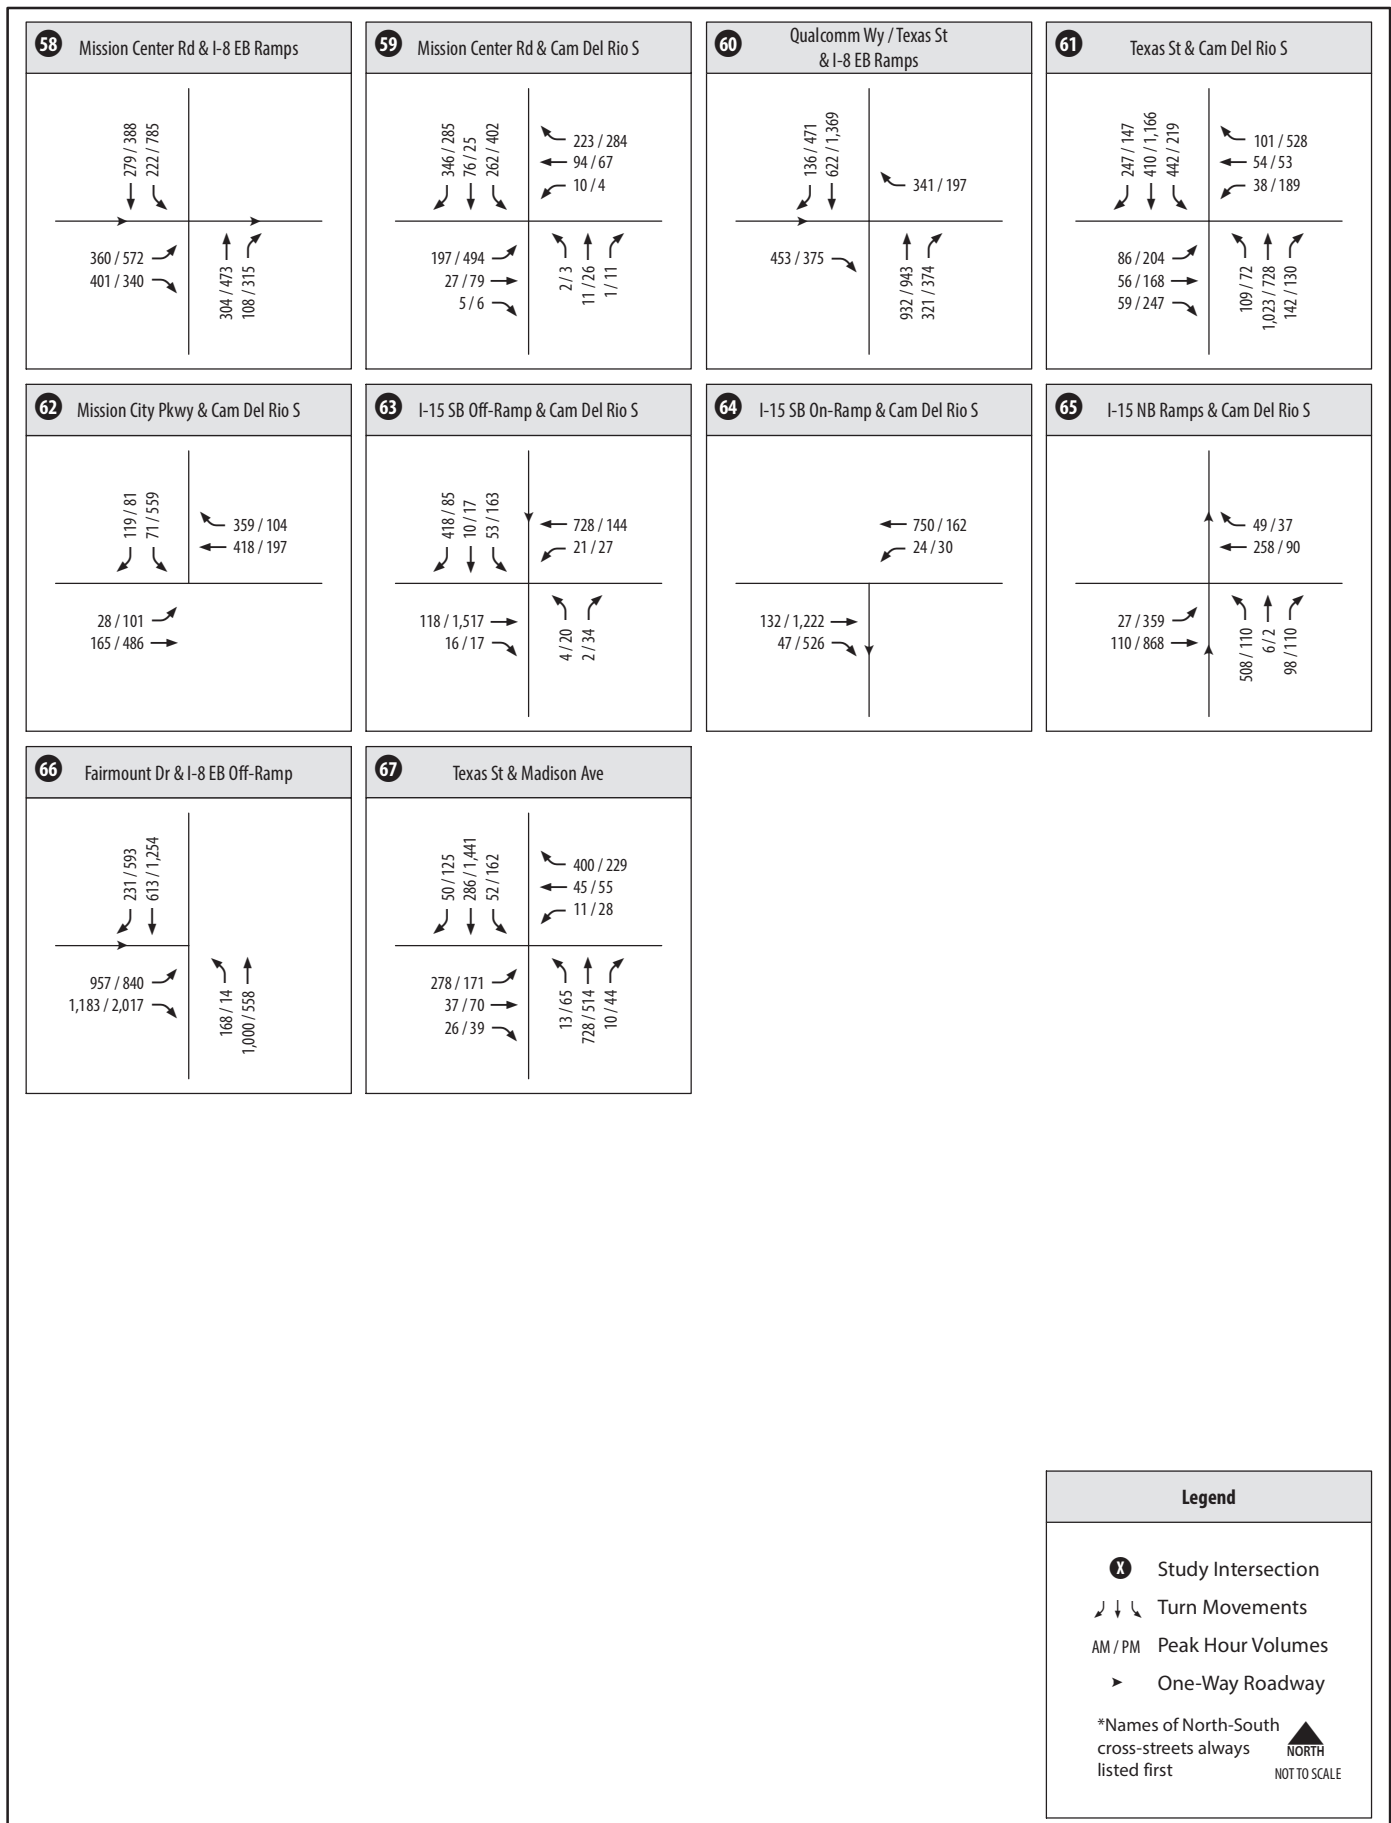 58 Mission Center Rd & I-8 EB Ramps
279 / 388
222 / 785
360 / 572
401 / 340
304 / 473
108 / 315
59 Mission Center Rd & Cam Del Rio S
346 / 285
76 / 25
262 / 402
223 / 284
94 / 67
10 / 4
197 / 494
27 / 79
5 / 6
2 / 3
11 / 26
1 / 11
60 Qualcomm Wy / Texas St
& I-8 EB Ramps
136 / 471
622 / 1,369
341 / 197
453 / 375
932 / 943
321 / 374
61 Texas St & Cam Del Rio S
247 / 147
410 / 1,166
442 / 219
101 / 528
54 / 53
38 / 189
86 / 204
56 / 168
59 / 247
109 / 72
1,023 / 728
142 / 130
62 Mission City Pkwy & Cam Del Rio S
119 / 81
71 / 559
359 / 104
418 / 197
28 / 101
165 / 486
63 I-15 SB Off-Ramp & Cam Del Rio S
418 / 85
10 / 17
53 / 163
728 / 144
21 / 27
118 / 1,517
16 / 17
4 / 20
2 / 34
64 I-15 SB On-Ramp & Cam Del Rio S
750 / 162
24 / 30
132 / 1,222
47 / 526
65 I-15 NB Ramps & Cam Del Rio S
49 / 37
258 / 90
27 / 359
110 / 868
508 / 110
6 / 2
98 / 110
66 Fairmount Dr & I-8 EB Off-Ramp
231 / 593
613 / 1,254
957 / 840
1,183 / 2,017
168 / 14
1,000 / 558
67 Texas St & Madison Ave
50 / 125
286 / 1,441
52 / 162
400 / 229
45 / 55
11 / 28
278 / 171
37 / 70
26 / 39
13 / 65
728 / 514
10 / 44
Legend
X Study Intersection
Turn Movements
AM / PM Peak Hour Volumes
One-Way Roadway
*Names of North-South
cross-streets always
listed first
NORTH
NOT TO SCALE